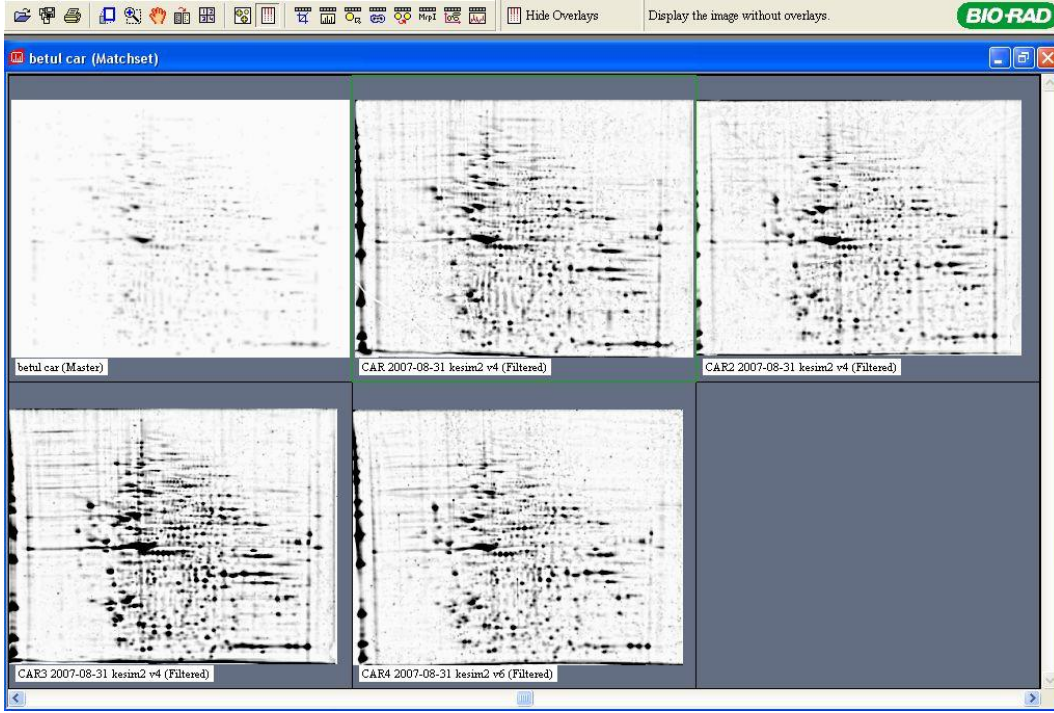 MrpI
Hide Overlays
Display the image without overlays.
BIO-RAD
betul car (Matchset)
betul car (Master)
CAR 2007-08-31 kesim2 v4 (Filtered)
CAR2 2007-08-31 kesim2 v4 (Filtered)
CAR3 2007-08-31 kesim2 v4 (Filtered)
CAR4 2007-08-31 kesim2 v6 (Filtered)